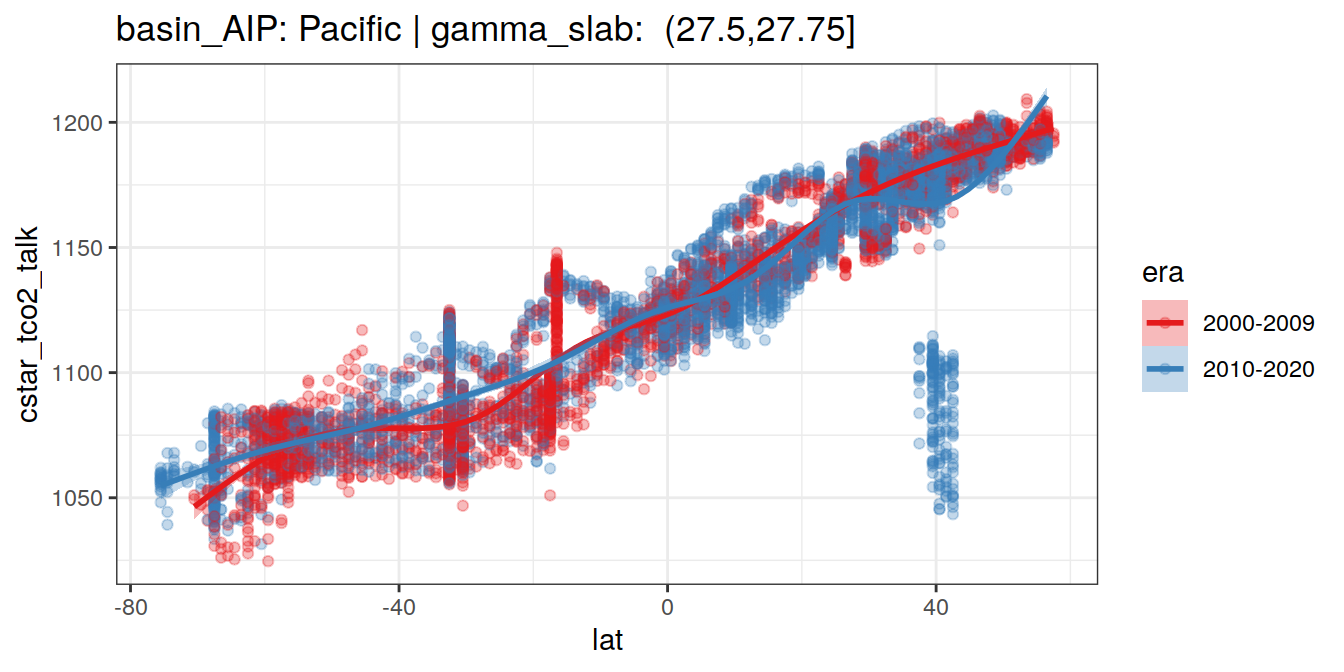 basin_AIP: Pacific | gamma_slab:  (27.5,27.75]
cstar_tco2_talk
1200
1150
1100
1050
-80
-40
0
40
lat
era
2000-2009
2010-2020